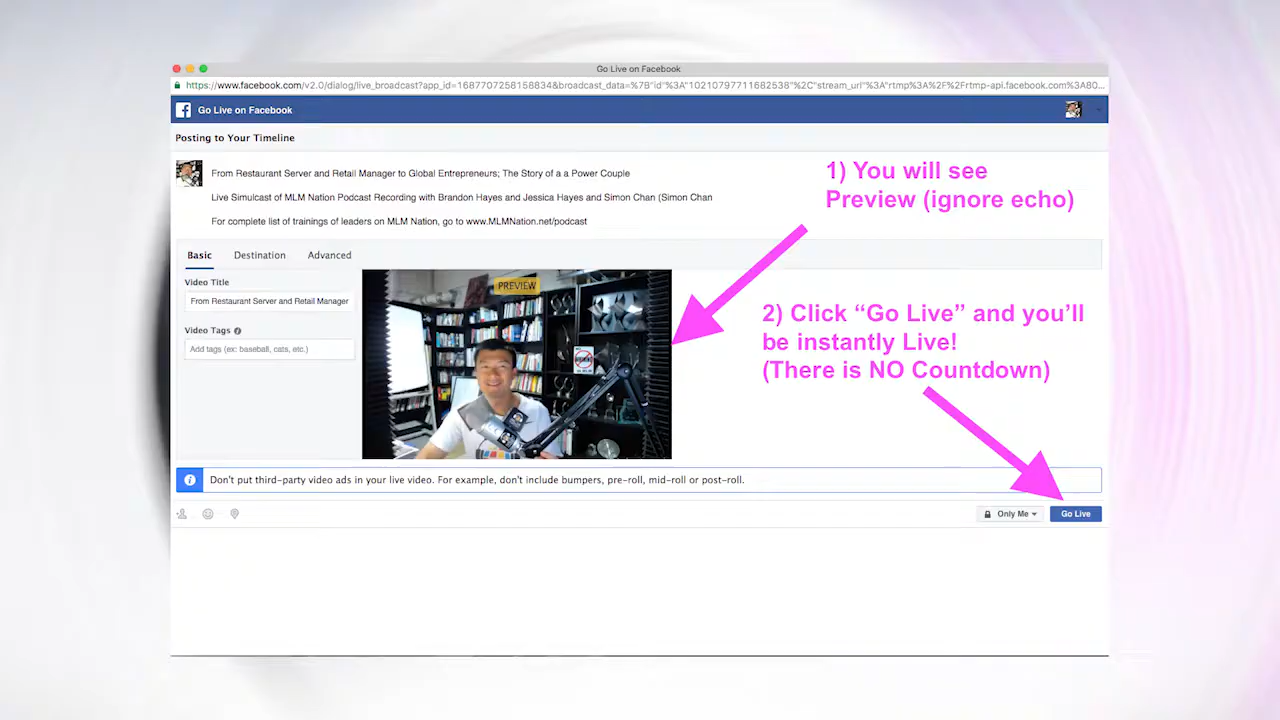 Go Live on Facebook
https://www.facebook.com/v2.0/dialog/live_broadcast?app_id=1687707258158834&broadcast_data=%7B"id"%3A"10210797711682538"%2C"stream_url"%3A"rtmp%3A%2F%2Frtmp-api.facebook.com%3A80...
Go Live on Facebook
Posting to Your Timeline
From Restaurant Server and Retail Manager to Global Entrepreneurs; The Story of a a Power Couple
Live Simulcast of MLM Nation Podcast Recording with Brandon Hayes and Jessica Hayes and Simon Chan (Simon Chan
For complete list of trainings of leaders on MLM Nation, go to www.MLMNation.net/podcast
1) You will see
Preview (ignore echo)
Basic Destination Advanced
Video Title
From Restaurant Server and Retail Manager
Video Tags
Add tags (ex: baseball, cats, etc.)
PREVIEW
2) Click “Go Live” and you’ll
be instantly Live!
(There is NO Countdown)
Don't put third-party video ads in your live video. For example, don't include bumpers, pre-roll, mid-roll or post-roll.
Only Me Go Live